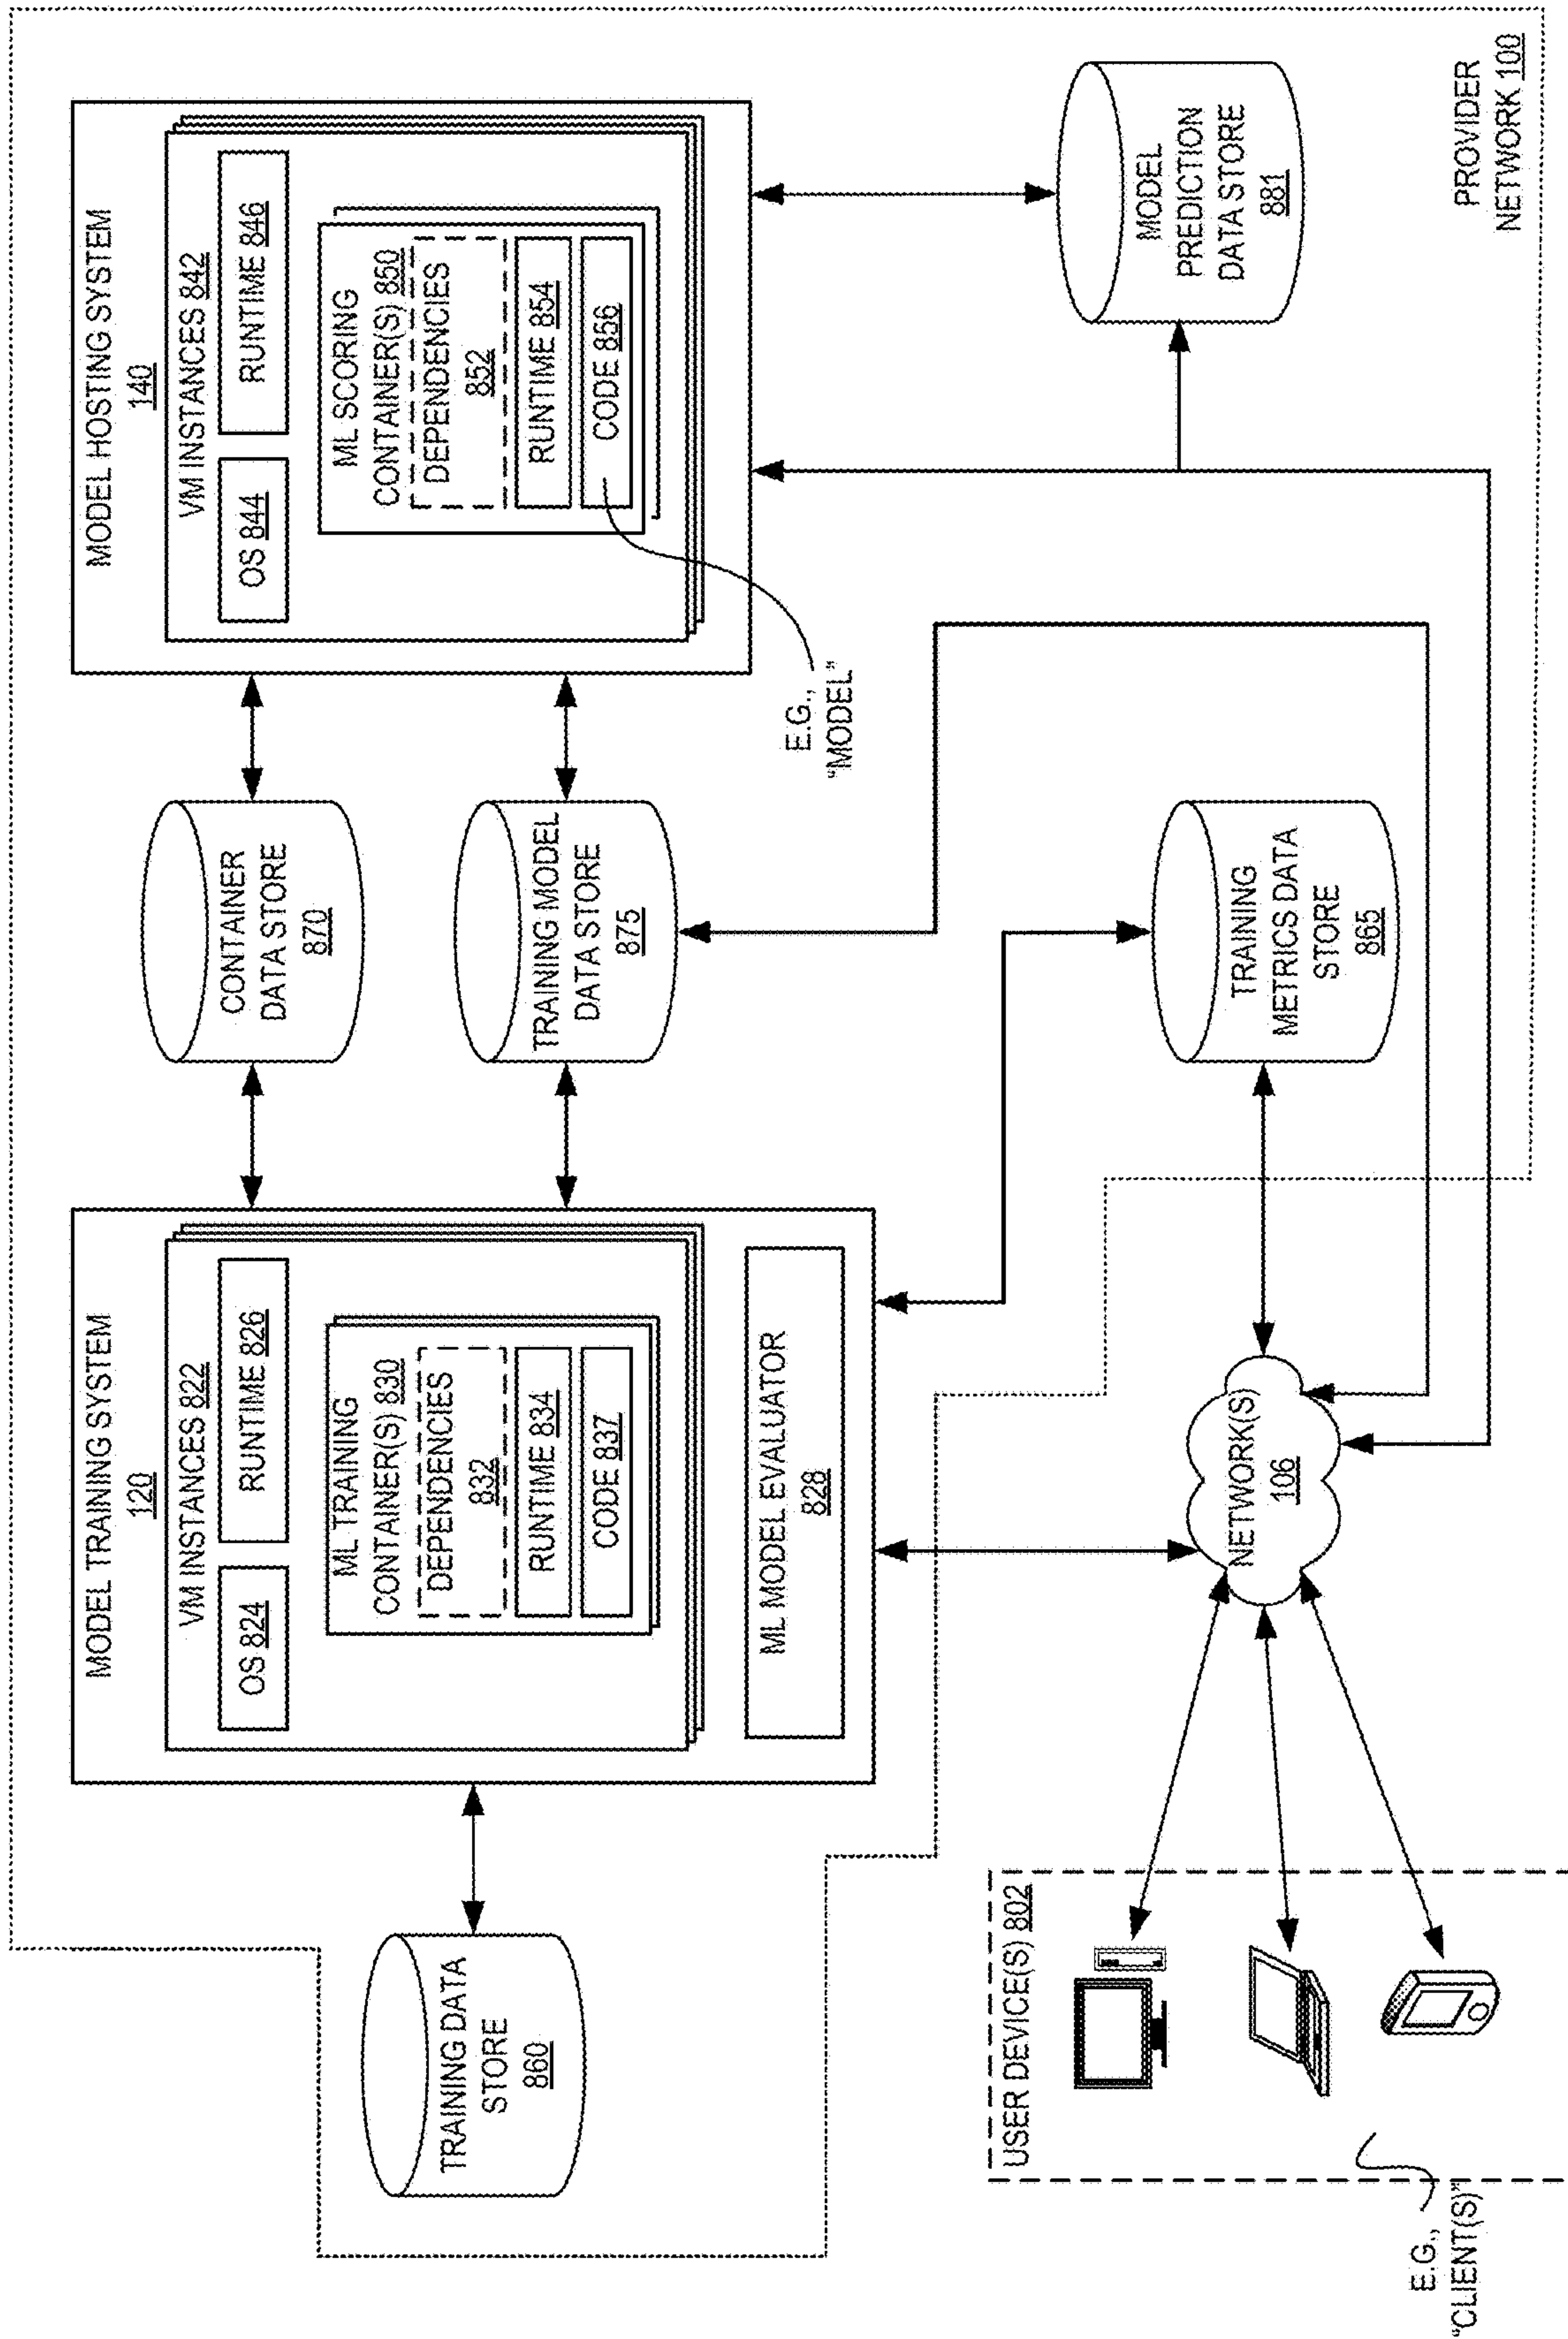 TRAINING DATA
STORE
860
MODEL TRAINING SYSTEM
120
VM INSTANCES 822
OS 824
RUNTIME 826
ML TRAINING
CONTAINER(S) 830
DEPENDENCIES
832
RUNTIME 834
CODE 837
ML MODEL EVALUATOR
828
CONTAINER
DATA STORE
870
TRAINING MODEL
DATA STORE
875
MODEL HOSTING SYSTEM
140
VM INSTANCES 842
OS 844
RUNTIME 846
ML SCORING
CONTAINER(S) 850
DEPENDENCIES
852
RUNTIME 854
CODE 856
E.G.,
"MODEL"
USER DEVICE(S) 802
E.G.,
"CLIENT(S)"
NETWORK(S)
106
TRAINING
METRICS DATA
STORE
865
MODEL
PREDICTION
DATA STORE
881
PROVIDER
NETWORK 100